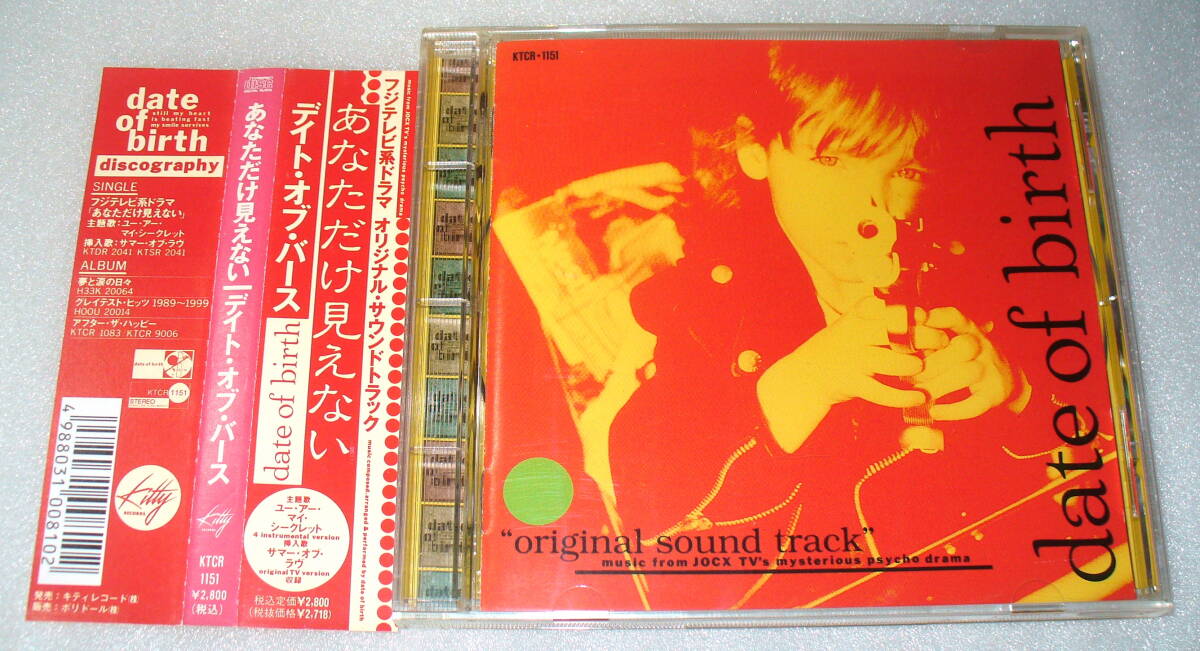 date
of
birth
still my heart
is beating fast
my smile survives
discography
SINGLE
フジテレビ系ドラマ
「あなただけ見えない」
主題歌：ユー・アー・
マイ・シークレット
挿入歌：サマー・オブ・ラヴ
KTDR 2041 KTSR 2041
ALBUM
夢と涙の日々
H33K 20064
グレイテスト・ヒッツ 1989〜1999
H00U 20014
アフター・ザ・ハッピー
KTCR 1083 / KTCR 9006
date of birth
KTCR 1151
STEREO
4 988031 008102
Kitty
RECORDS
発売：キティレコード(株)
販売：ポリドール(株)
DISC
あなただけ見えない/デイト・オブ・バース
Kitty
RECORDS
KTCR
1151
¥2,800
(税込)
music from JOCX TV's mysterious psycho drama
フジテレビ系ドラマ オリジナル・サウンドトラック
music composed, arranged & performed by date of birth
あなただけ見えない
デイト・オブ・バース
date of birth
主題歌
ユー・アー・
マイ・
シークレット
4 instrumental version
挿入歌
サマー・オブ・
ラヴ
original TV version
収録
税込定価¥2,800
(税抜価格¥2,718)
KTCR-1151
date of birth
"original sound track"
music from JOCX TV's mysterious psycho drama